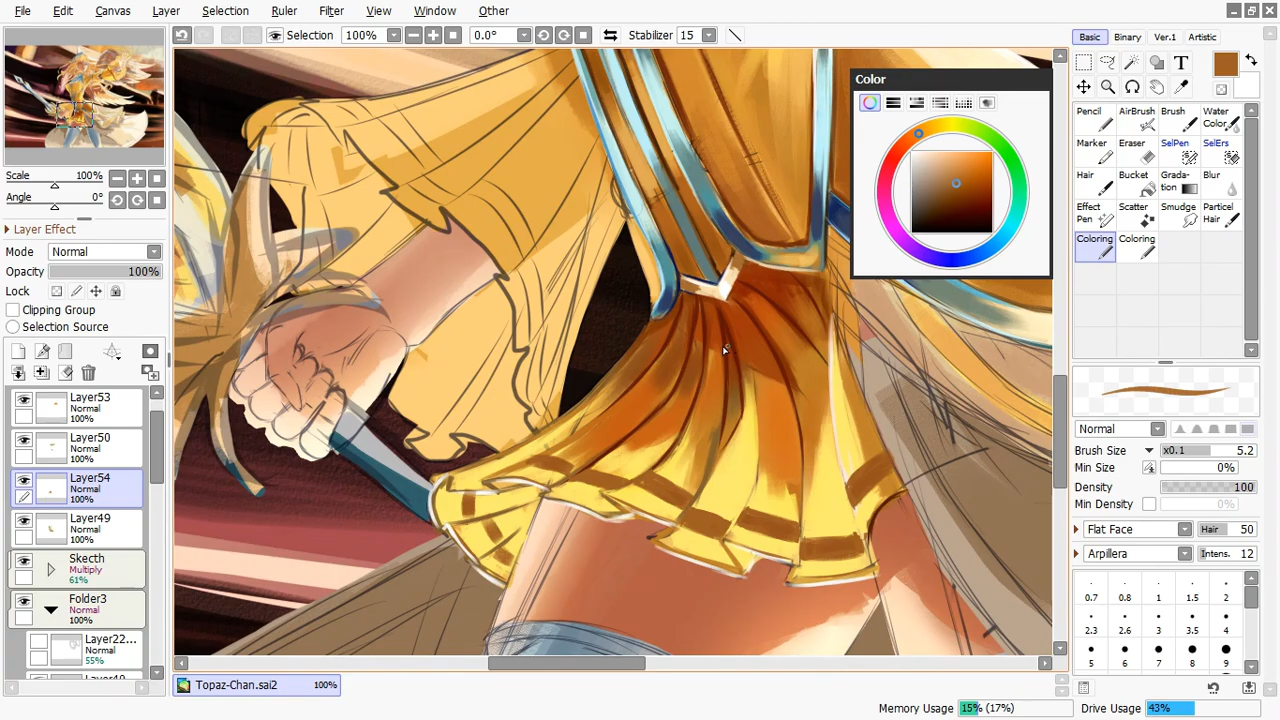 File Edit Canvas Layer Selection Ruler Filter View Window Other
Selection 100% 0.0° Stabilizer 15
Color
Basic Binary Ver.1 Artistic
Pencil AirBrush Brush Water
Color
Marker Eraser SelPen SelErs
Hair Bucket Grada-
tion Blur
Effect
Pen Scatter Smudge Particle
Hair
Coloring Coloring
Normal
Brush Size x0.1 5.2
Min Size 0%
Density 100
Min Density 0%
Flat Face Hair 50
Arpillera Intens. 12
0.7 0.8 1 1.5 2
2.3 2.6 3 3.5 4
5 6 7 8 9
Scale 100%
Angle 0°
Layer Effect
Mode Normal
Opacity 100%
Lock
Clipping Group
Selection Source
Layer53
Normal
100%
Layer50
Normal
100%
Layer54
Normal
100%
Layer49
Normal
100%
Skecth
Multiply
61%
Folder3
Normal
100%
Layer22...
Normal
55%
Topaz-Chan.sai2 100%
Memory Usage 15% (17%) Drive Usage 43%